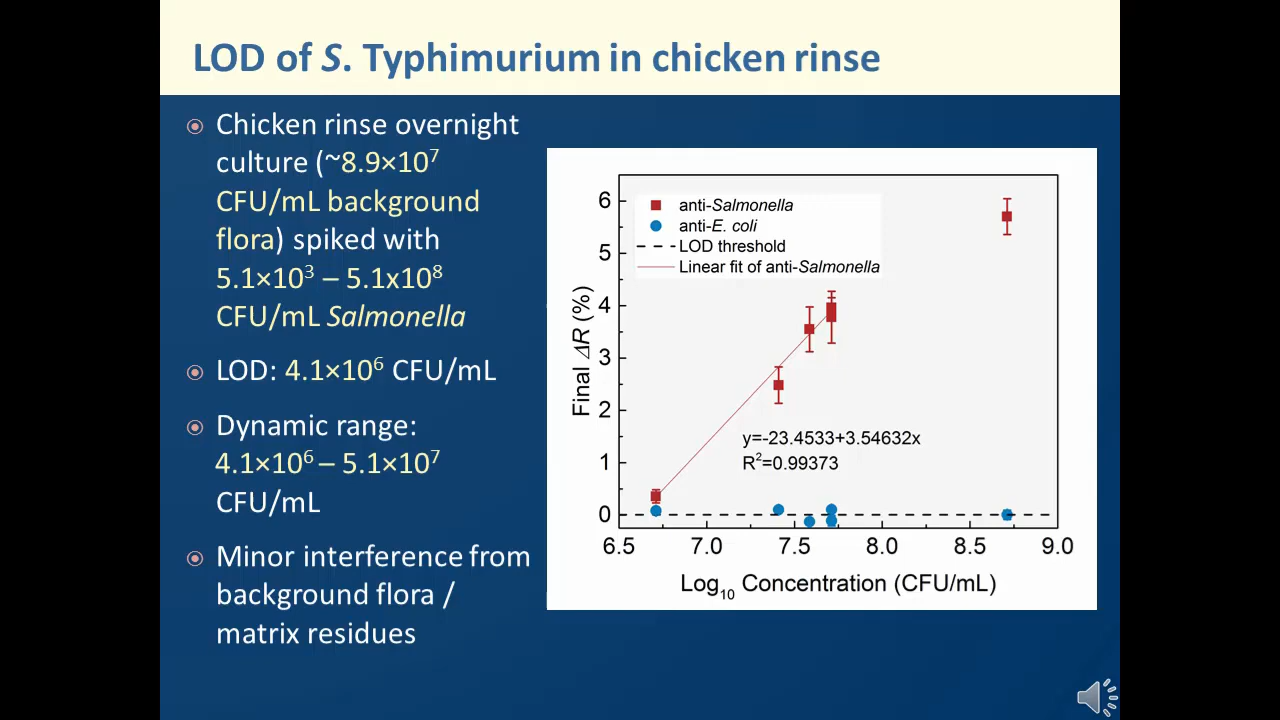 LOD of S. Typhimurium in chicken rinse
Chicken rinse overnight
culture (~8.9×10⁷
CFU/mL background
flora) spiked with
5.1×10³ – 5.1x10⁸
CFU/mL Salmonella
LOD: 4.1×10⁶ CFU/mL
Dynamic range:
4.1×10⁶ – 5.1×10⁷
CFU/mL
Minor interference from
background flora /
matrix residues
anti-Salmonella
anti-E. coli
LOD threshold
Linear fit of anti-Salmonella
6
5
4
3
2
1
0
Final ΔR (%)
y=-23.4533+3.54632x
R²=0.99373
6.5 7.0 7.5 8.0 8.5 9.0
Log₁₀ Concentration (CFU/mL)